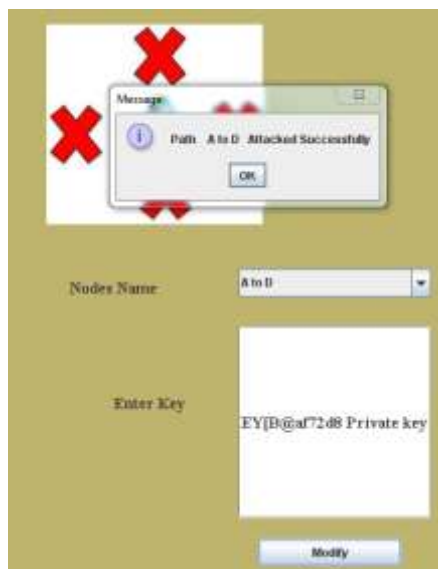 Message
i
Path A to D Attacked Successfully
OK
Nodes Name
A to D
Enter Key
EY[B@af72d8 Private key
Modify